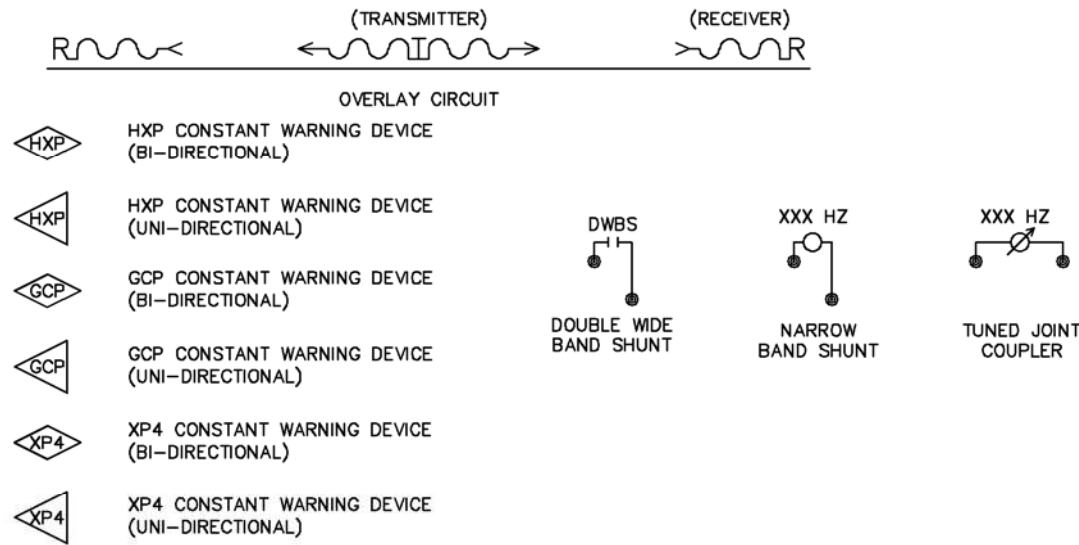 (TRANSMITTER) (RECEIVER)
R T R
OVERLAY CIRCUIT
HXP HXP CONSTANT WARNING DEVICE
(BI-DIRECTIONAL)
HXP HXP CONSTANT WARNING DEVICE
(UNI-DIRECTIONAL)
GCP GCP CONSTANT WARNING DEVICE
(BI-DIRECTIONAL)
GCP GCP CONSTANT WARNING DEVICE
(UNI-DIRECTIONAL)
XP4 XP4 CONSTANT WARNING DEVICE
(BI-DIRECTIONAL)
XP4 XP4 CONSTANT WARNING DEVICE
(UNI-DIRECTIONAL)
DWBS
DOUBLE WIDE
BAND SHUNT
XXX HZ
NARROW
BAND SHUNT
XXX HZ
TUNED JOINT
COUPLER